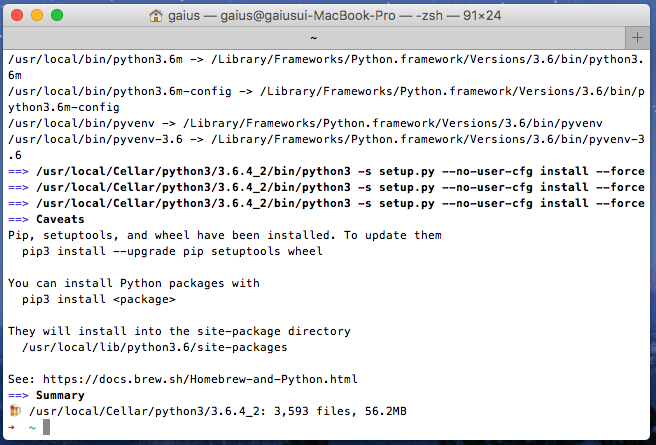 gaius — gaius@gaiusui-MacBook-Pro — -zsh — 91×24
~
/usr/local/bin/python3.6m -> /Library/Frameworks/Python.framework/Versions/3.6/bin/python3.
6m
/usr/local/bin/python3.6m-config -> /Library/Frameworks/Python.framework/Versions/3.6/bin/p
ython3.6m-config
/usr/local/bin/pyvenv -> /Library/Frameworks/Python.framework/Versions/3.6/bin/pyvenv
/usr/local/bin/pyvenv-3.6 -> /Library/Frameworks/Python.framework/Versions/3.6/bin/pyvenv-3
.6
==> /usr/local/Cellar/python3/3.6.4_2/bin/python3 -s setup.py --no-user-cfg install --force
==> /usr/local/Cellar/python3/3.6.4_2/bin/python3 -s setup.py --no-user-cfg install --force
==> /usr/local/Cellar/python3/3.6.4_2/bin/python3 -s setup.py --no-user-cfg install --force
==> Caveats
Pip, setuptools, and wheel have been installed. To update them
  pip3 install --upgrade pip setuptools wheel

You can install Python packages with
  pip3 install <package>

They will install into the site-package directory
  /usr/local/lib/python3.6/site-packages

See: https://docs.brew.sh/Homebrew-and-Python.html
==> Summary
🍺 /usr/local/Cellar/python3/3.6.4_2: 3,593 files, 56.2MB
➜ ~